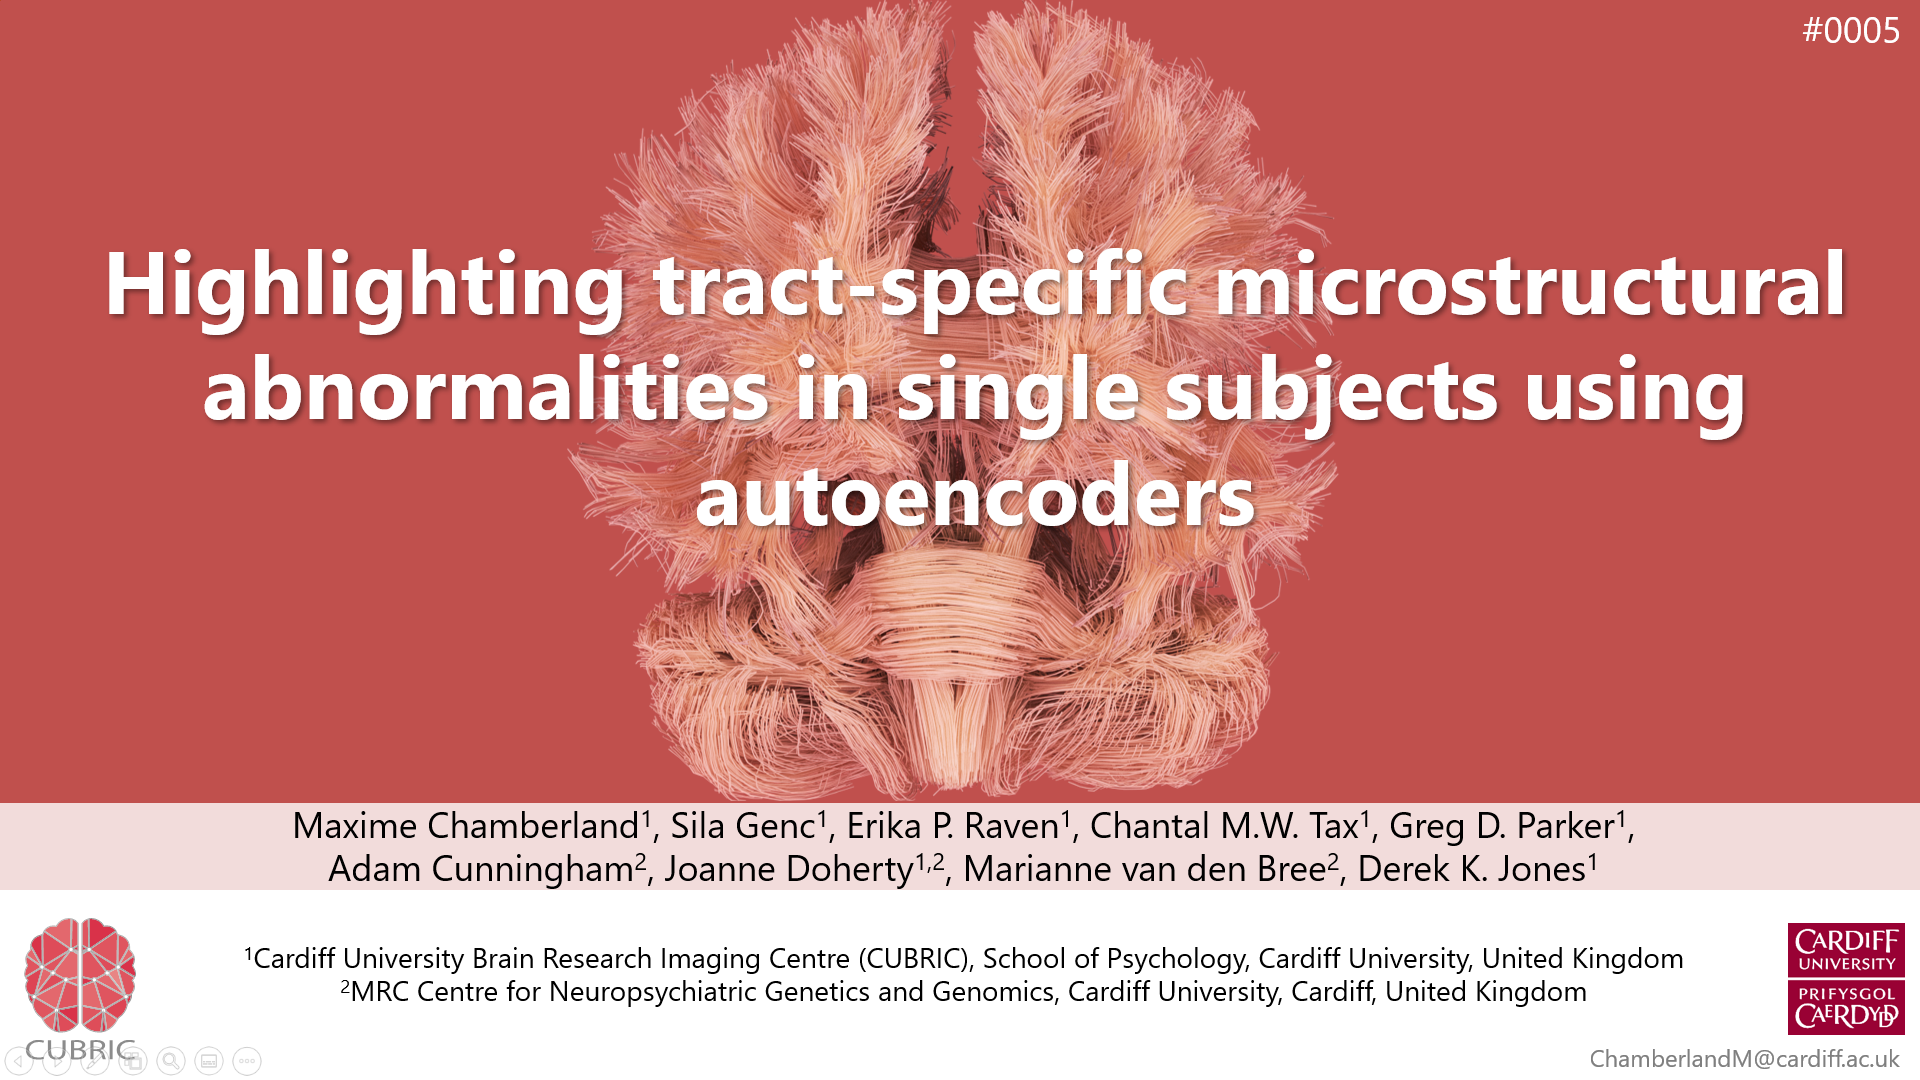 #0005
Highlighting tract-specific microstructural
abnormalities in single subjects using
autoencoders
Maxime Chamberland¹, Sila Genc¹, Erika P. Raven¹, Chantal M.W. Tax¹, Greg D. Parker¹,
Adam Cunningham², Joanne Doherty¹,², Marianne van den Bree², Derek K. Jones¹
¹Cardiff University Brain Research Imaging Centre (CUBRIC), School of Psychology, Cardiff University, United Kingdom
²MRC Centre for Neuropsychiatric Genetics and Genomics, Cardiff University, Cardiff, United Kingdom
CUBRIC
CARDIFF
UNIVERSITY
PRIFYSGOL
CAERDYDD
ChamberlandM@cardiff.ac.uk